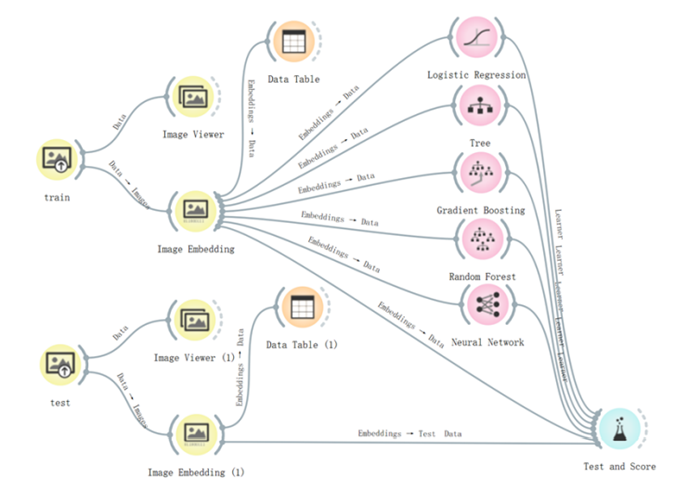 Logistic Regression
Data Table
Embeddings → Data
Embeddings → Data
Data
Image Viewer
Embeddings → Data
Tree
train
Data → Images
Embeddings → Data
Gradient Boosting
Image Embedding
Embeddings → Data
Learner Learner Learner Learner Learner
Random Forest
Embeddings → Data
Embeddings → Data
Neural Network
Data
Image Viewer (1)
Data Table (1)
Embeddings → Data
test
Data → Images
Embeddings → Test Data
Image Embedding (1)
Test and Score